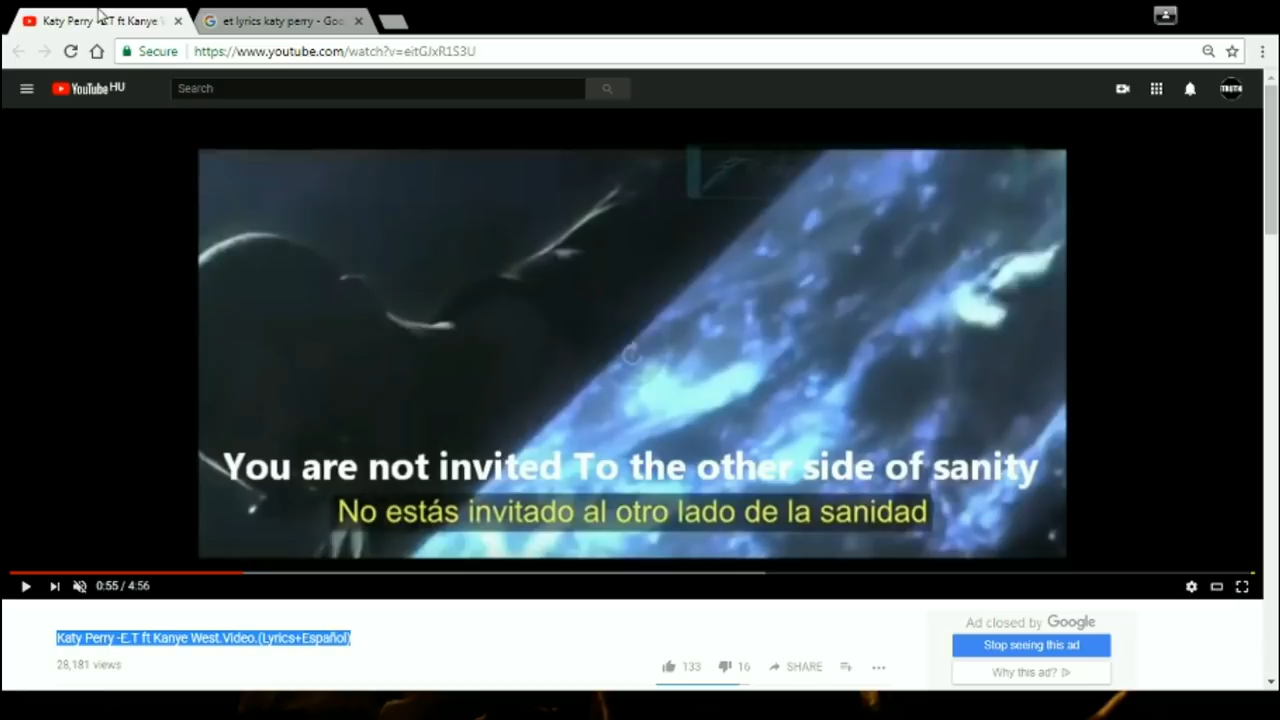 Katy Perry -E.T ft Kanye W
et lyrics katy perry - Goo
Secure
https://www.youtube.com/watch?v=eitGJxR1S3U
YouTube HU
Search
TRUTH
You are not invited To the other side of sanity
No estás invitado al otro lado de la sanidad
0:55 / 4:56
Katy Perry -E.T ft Kanye West.Video.(Lyrics+Español)
28,181 views
133
16
SHARE
Ad closed by Google
Stop seeing this ad
Why this ad?